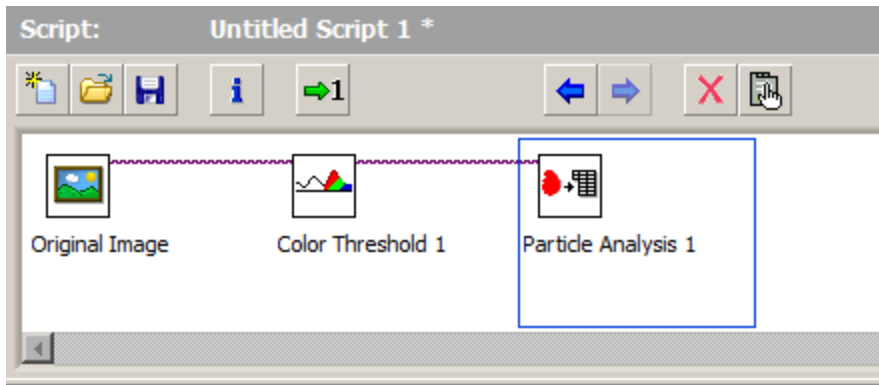 Script: Untitled Script 1 *
1
Original Image Color Threshold 1 Particle Analysis 1